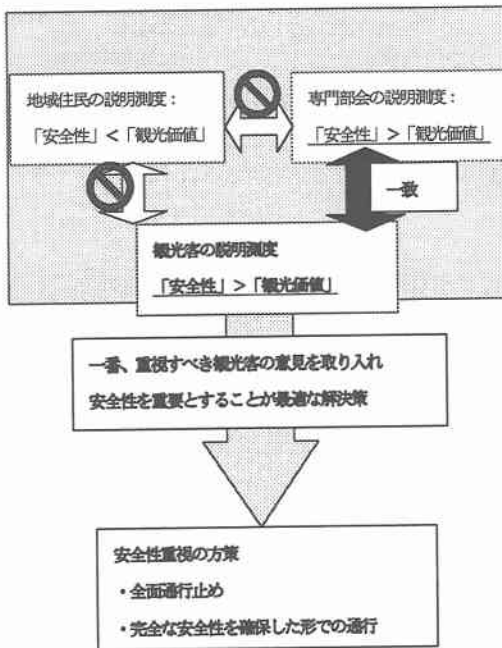 地域住民の説明測度：
「安全性」<「観光価値」
専門部会の説明測度：
「安全性」>「観光価値」
一致
観光客の説明測度
「安全性」>「観光価値」
一番、重視すべき観光客の意見を取り入れ
安全性を重要とすることが最適な解決策
安全性重視の方策
・全面通行止め
・完全な安全性を確保した形での通行